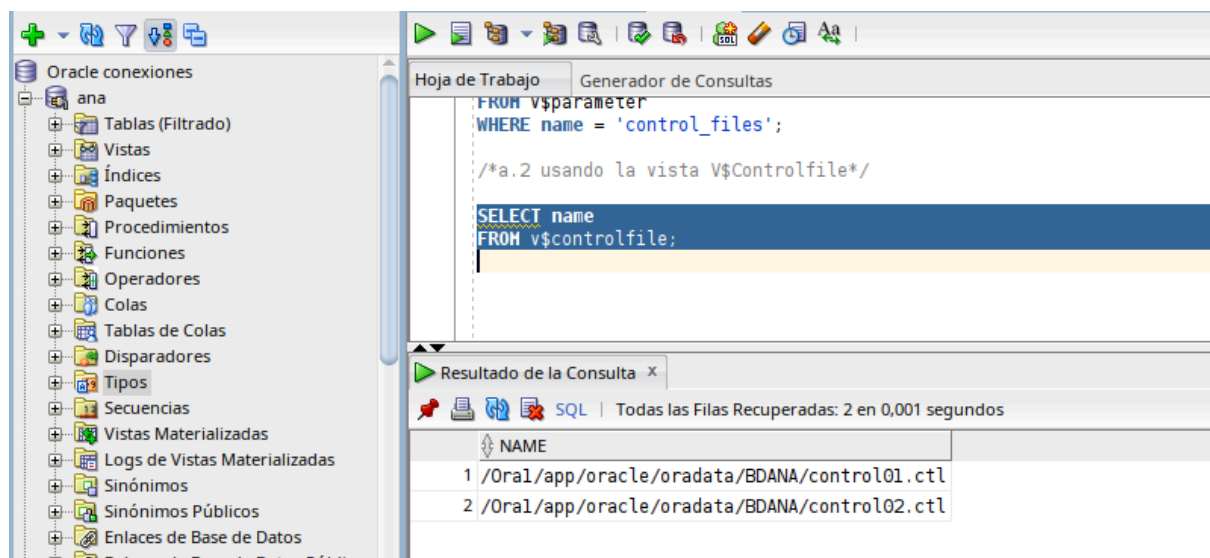 Oracle conexiones
ana
Tablas (Filtrado)
Vistas
Índices
Paquetes
Procedimientos
Funciones
Operadores
Colas
Tablas de Colas
Disparadores
Tipos
Secuencias
Vistas Materializadas
Logs de Vistas Materializadas
Sinónimos
Sinónimos Públicos
Enlaces de Base de Datos
Hoja de Trabajo
Generador de Consultas
FROM V$parameter
WHERE name = 'control_files';
/*a.2 usando la vista V$Controlfile*/
SELECT name
FROM v$controlfile;
Resultado de la Consulta x
SQL | Todas las Filas Recuperadas: 2 en 0,001 segundos
NAME
1 /Ora1/app/oracle/oradata/BDANA/control01.ctl
2 /Ora1/app/oracle/oradata/BDANA/control02.ctl